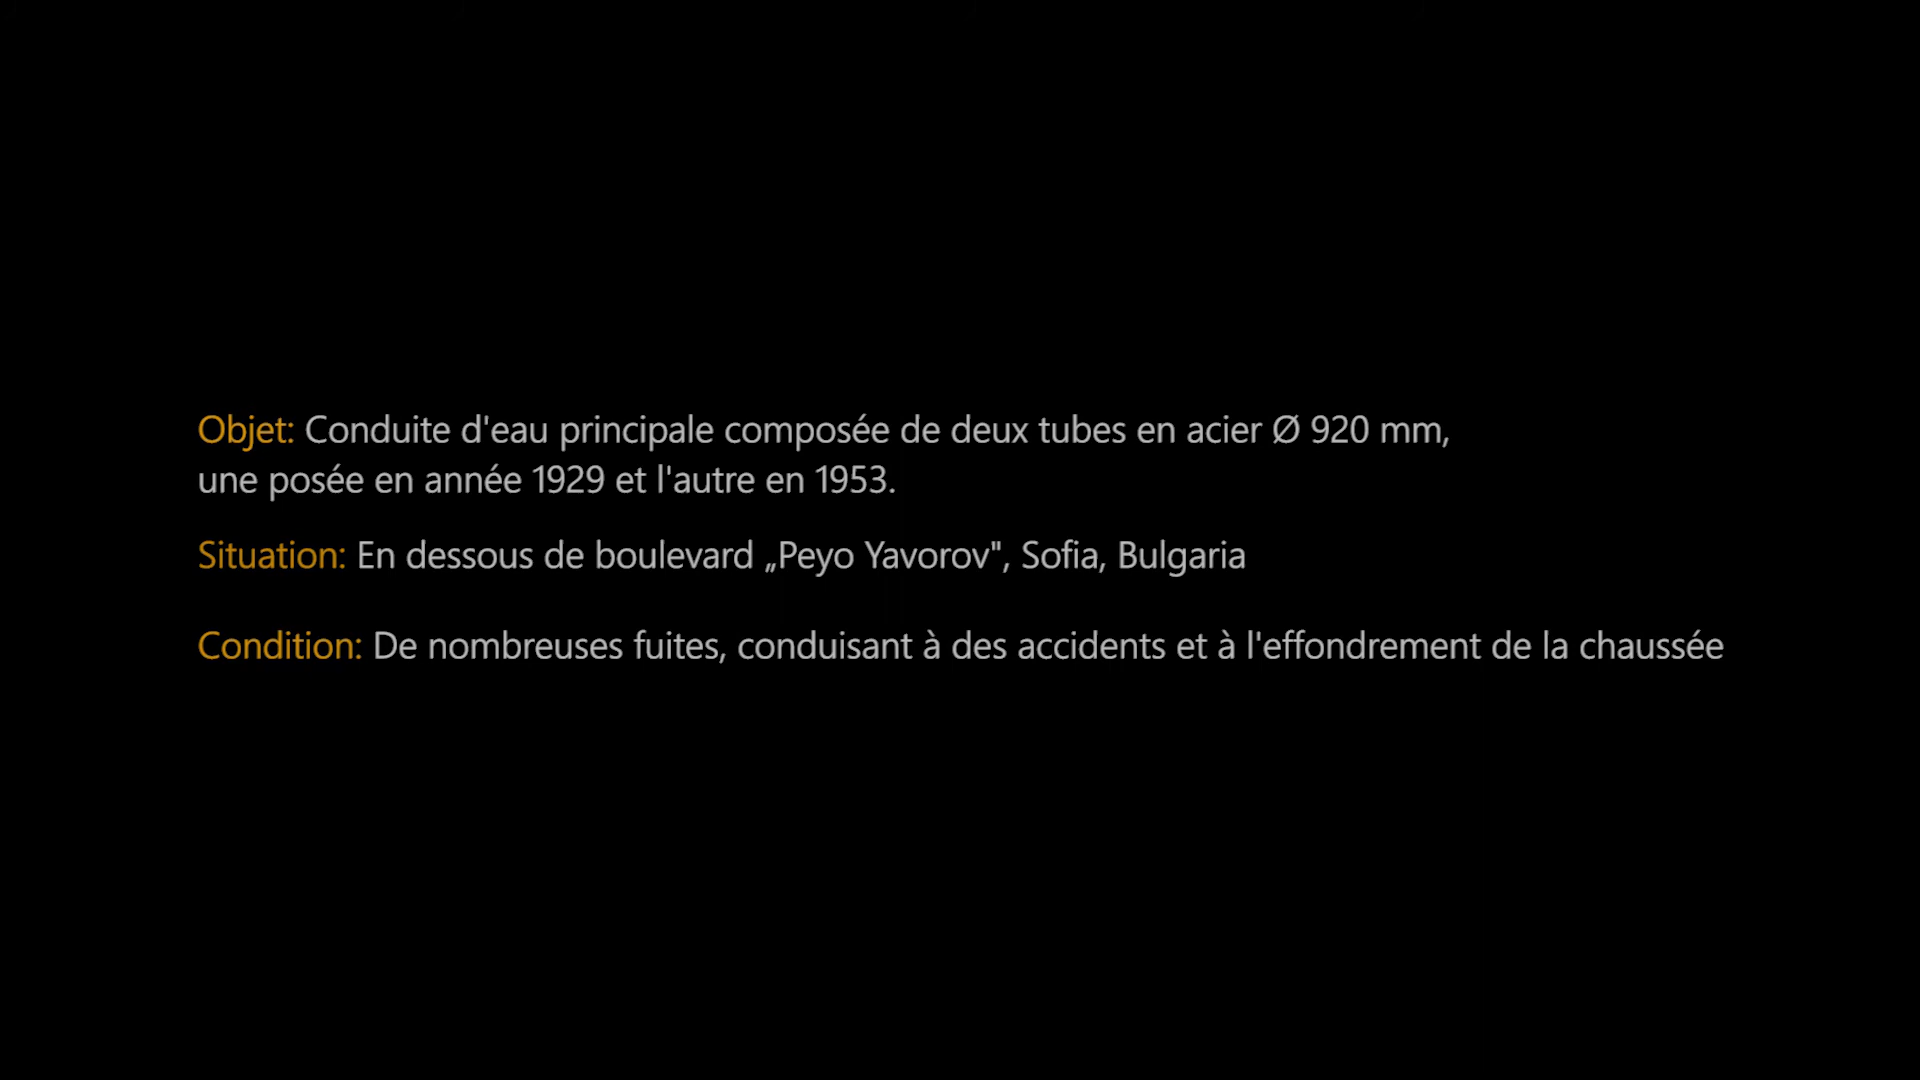 Objet: Conduite d'eau principale composée de deux tubes en acier Ø 920 mm,
une posée en année 1929 et l'autre en 1953.
Situation: En dessous de boulevard „Peyo Yavorov", Sofia, Bulgaria
Condition: De nombreuses fuites, conduisant à des accidents et à l'effondrement de la chaussée